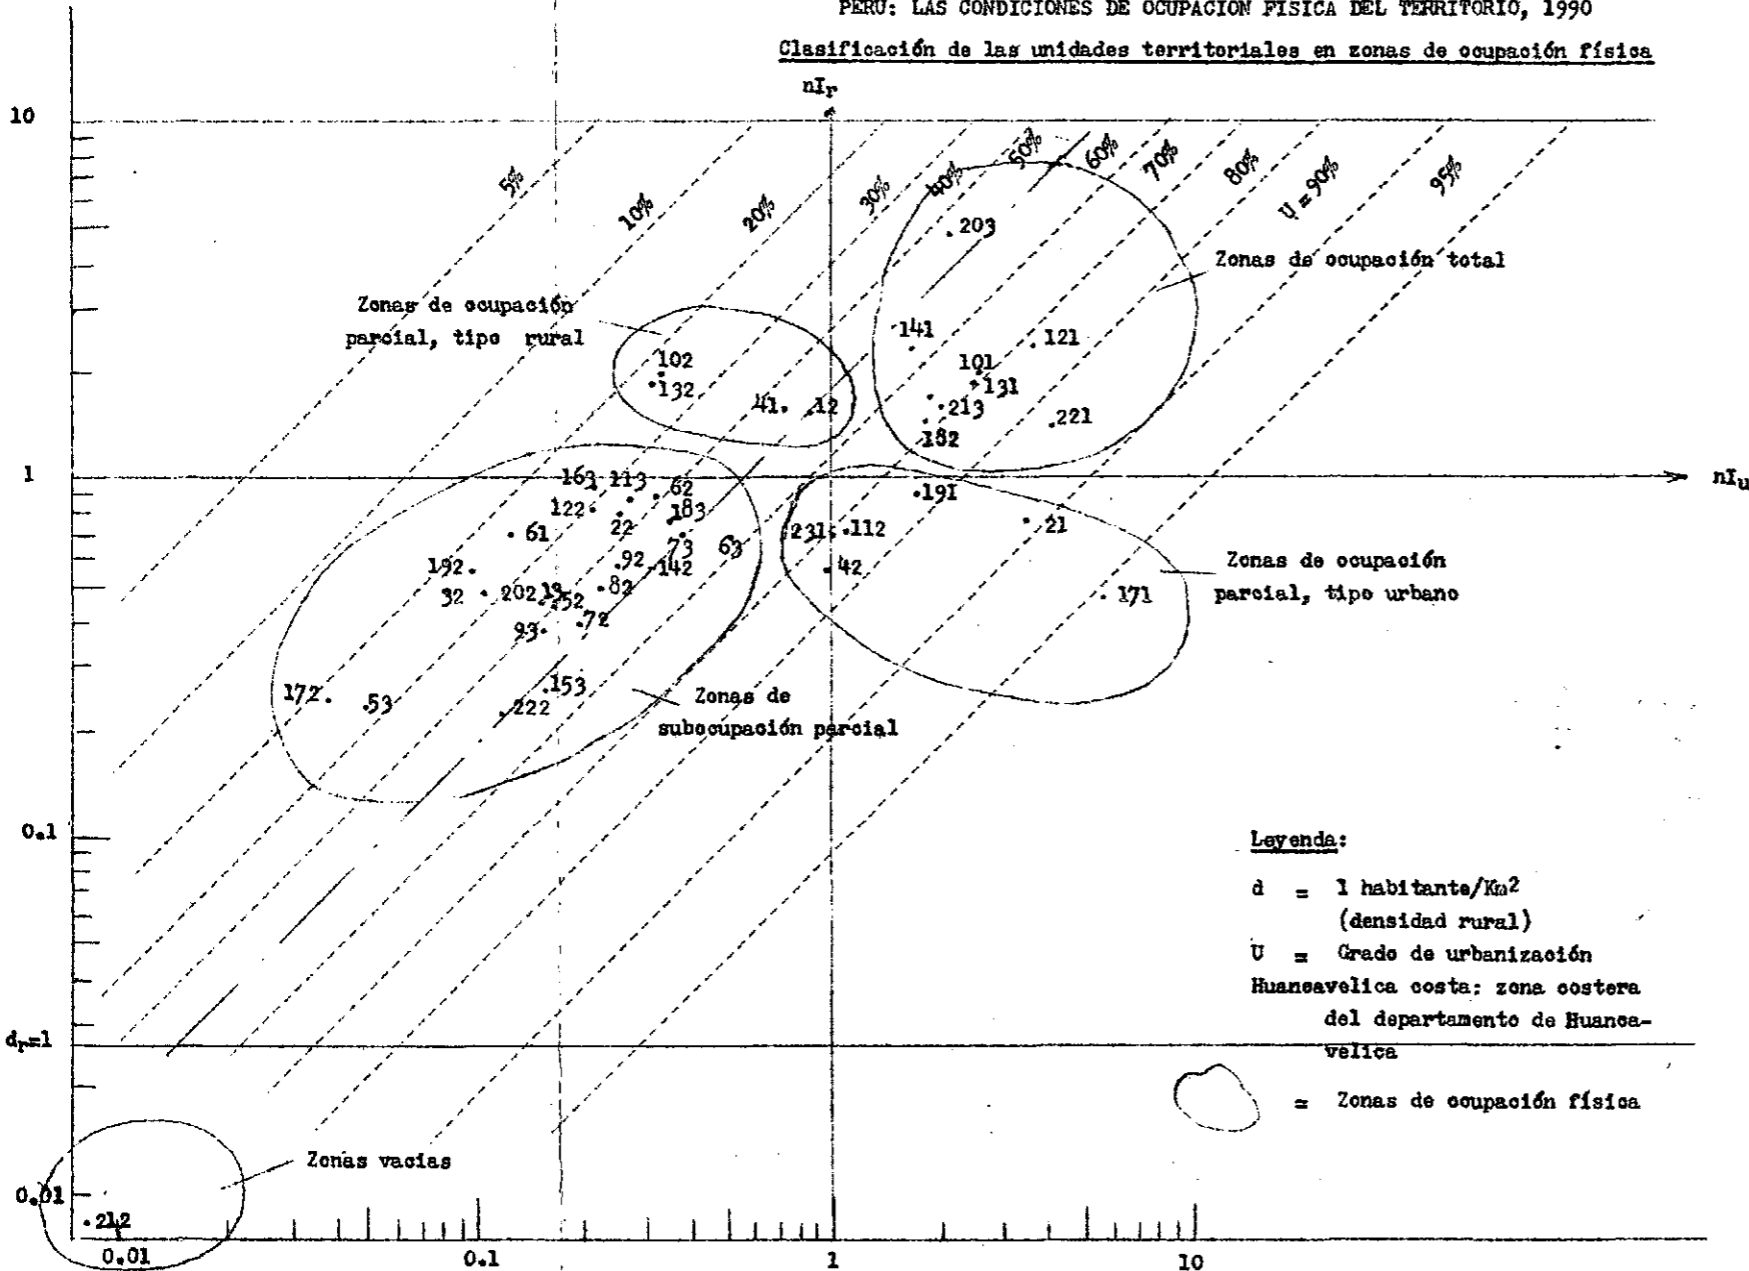 PERU: LAS CONDICIONES DE OCUPACION FISICA DEL TERRITORIO, 1990
Clasificación de las unidades territoriales en zonas de ocupación física
nIr
10
5%
10%
20%
30%
40%
50%
60%
70%
80%
U = 90%
95%
203
Zonas de ocupación total
Zonas de ocupación
parcial, tipo rural
141
121
102
132
101
131
41
12
213
221
182
1
nIu
163
113
62
191
122
183
22
61
73
63
231
112
21
92
142
42
192
Zonas de ocupación
parcial, tipo urbano
32
202
13
52
82
171
93
72
172
53
153
222
Zonas de
subocupación parcial
0.1
Leyenda:
d = 1 habitante/Km2
(densidad rural)
U = Grado de urbanización
Huancavelica costa: zona costera
del departamento de Huanca-
velica
dr=1
= Zonas de ocupación física
Zonas vacias
0.01
212
0.01
0.1
1
10